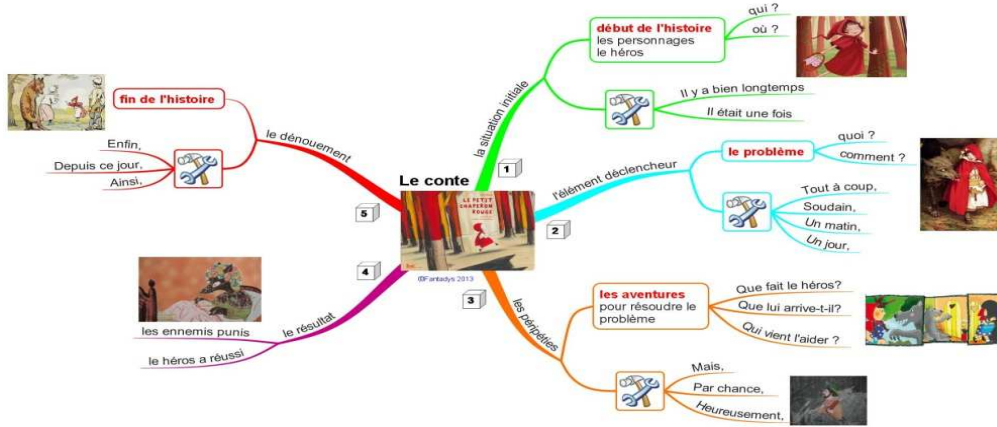 Le conte
LE PETIT
CHAPERON
ROUGE
©Fantadys 2013
1
la situation initiale
début de l'histoire
les personnages
le héros
qui ?
où ?
Il y a bien longtemps
Il était une fois
2
l'élément déclencheur
le problème
quoi ?
comment ?
Tout à coup,
Soudain,
Un matin,
Un jour,
3
les péripéties
les aventures
pour résoudre le
problème
Que fait le héros?
Que lui arrive-t-il?
Qui vient l'aider ?
Mais,
Par chance,
Heureusement,
4
le résultat
les ennemis punis
le héros a réussi
5
le dénouement
fin de l'histoire
Enfin,
Depuis ce jour,
Ainsi,